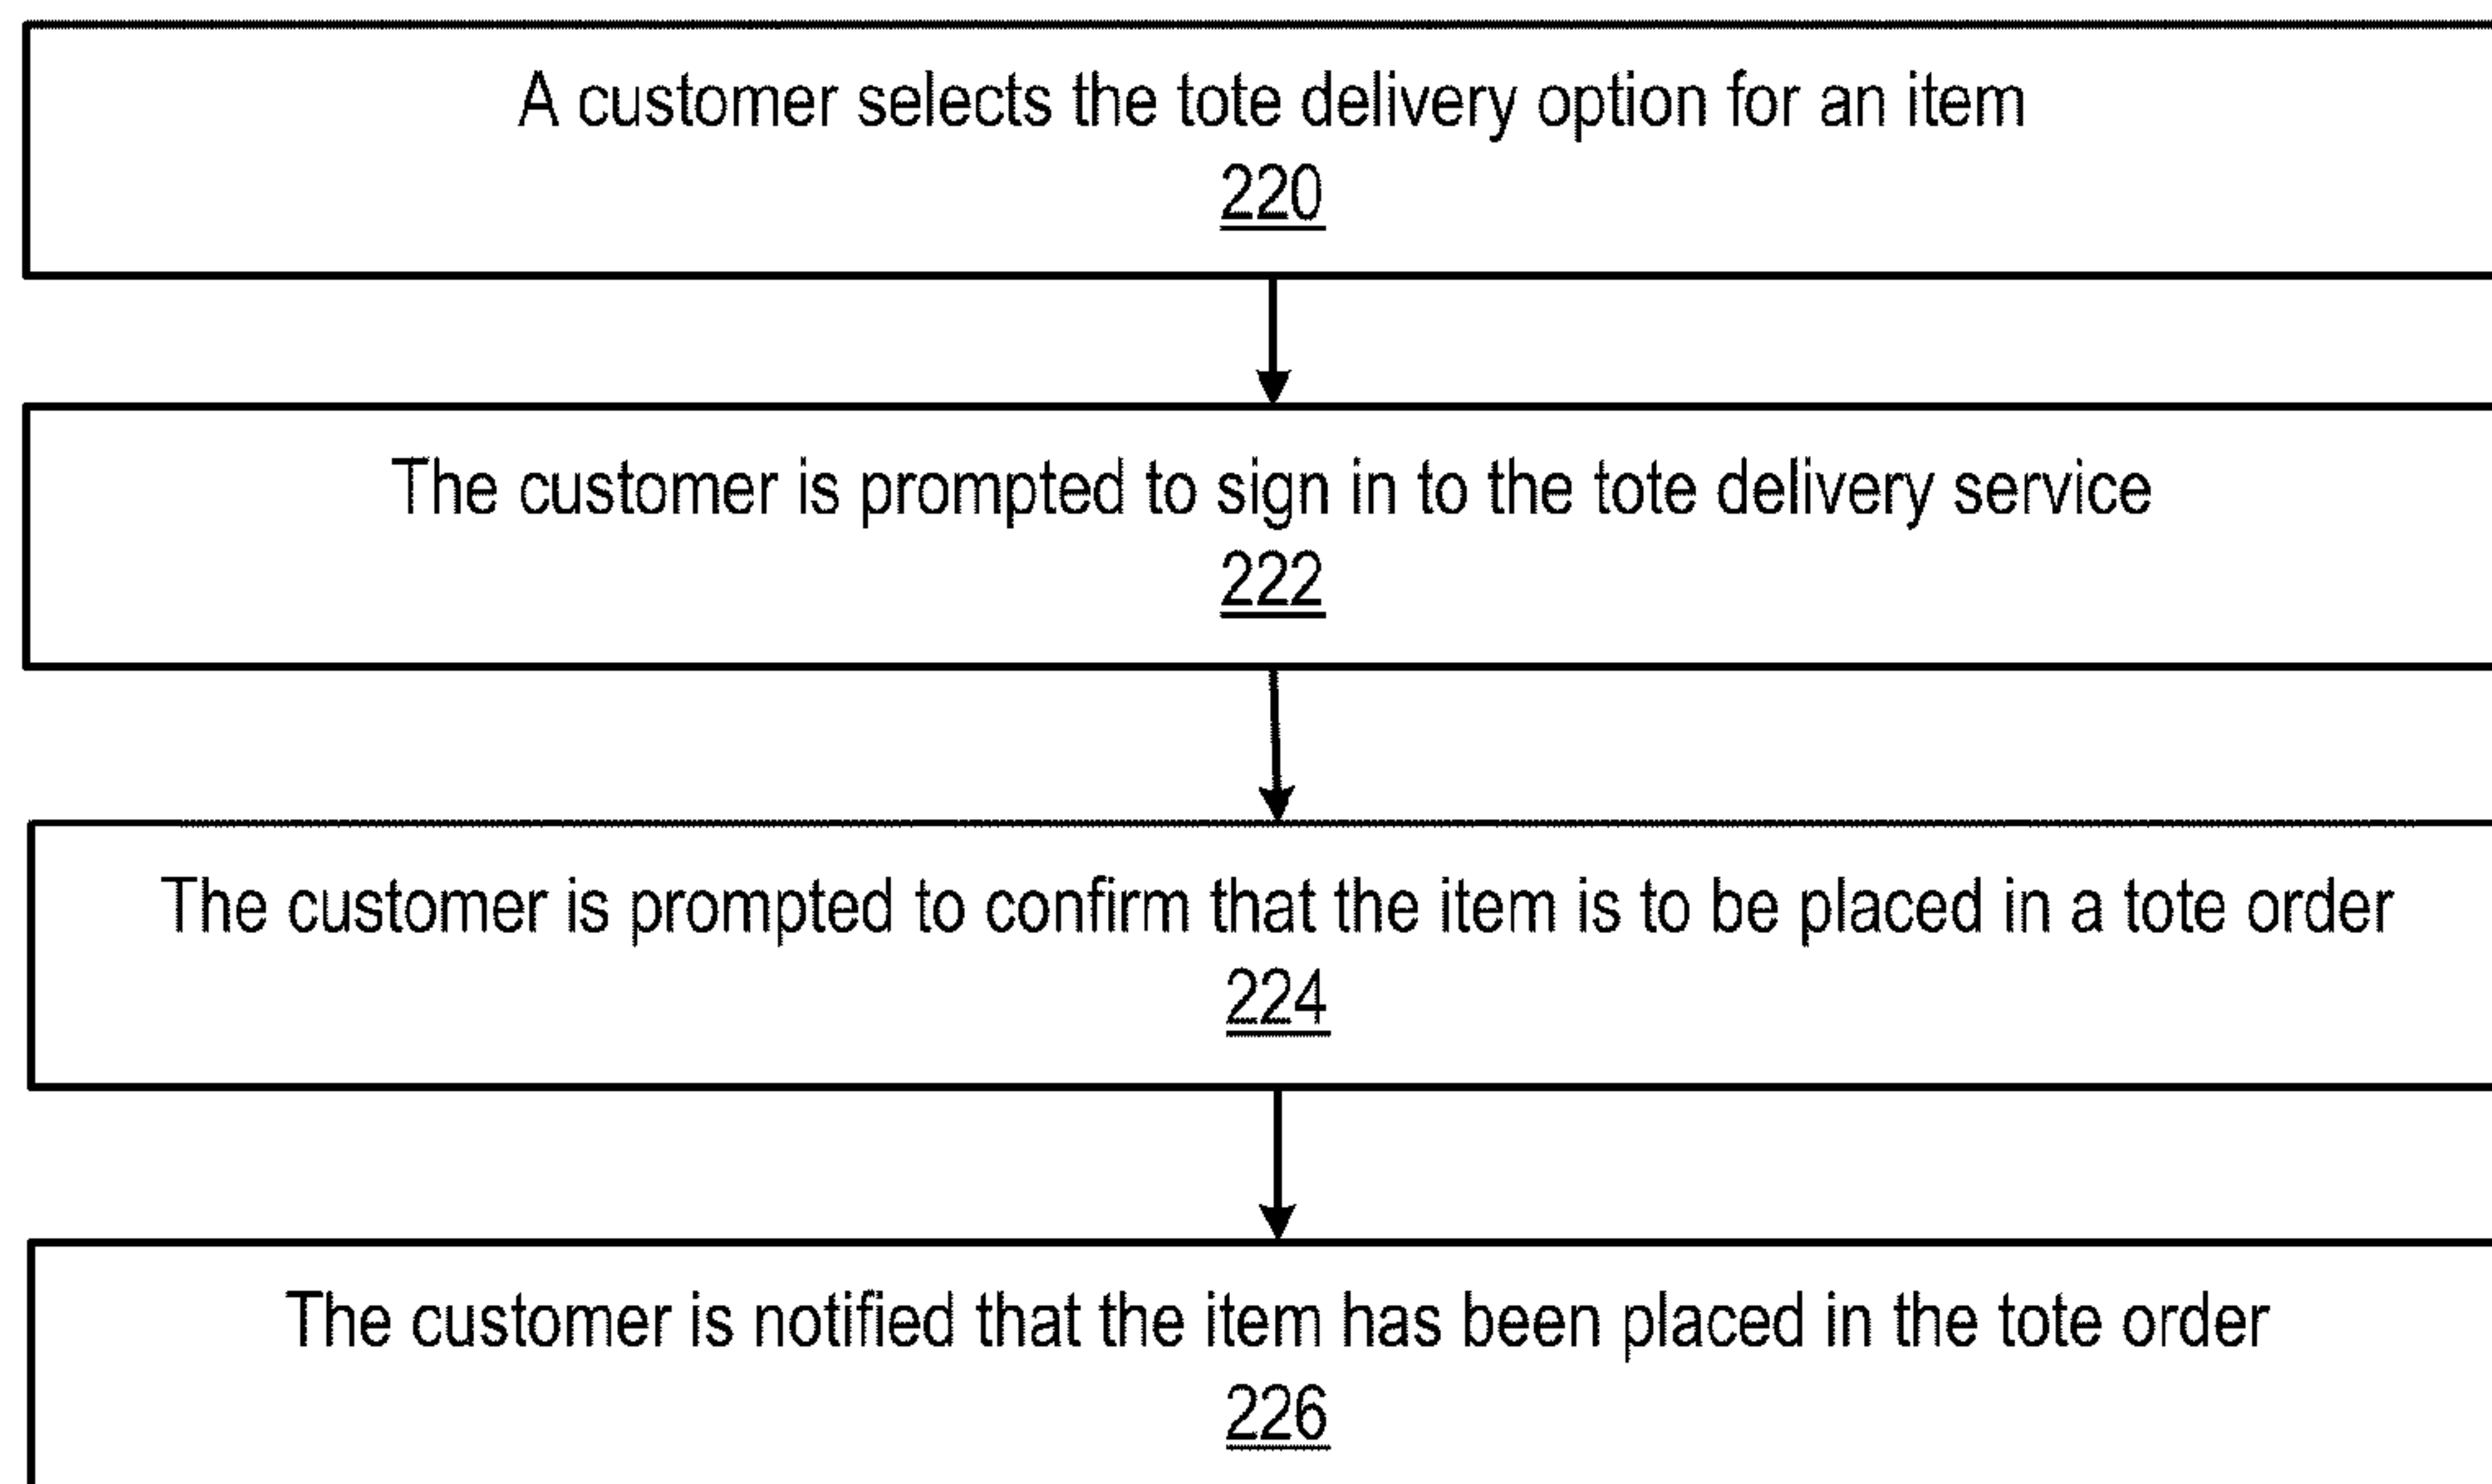 A customer selects the tote delivery option for an item
220
The customer is prompted to sign in to the tote delivery service
222
The customer is prompted to confirm that the item is to be placed in a tote order
224
The customer is notified that the item has been placed in the tote order
226